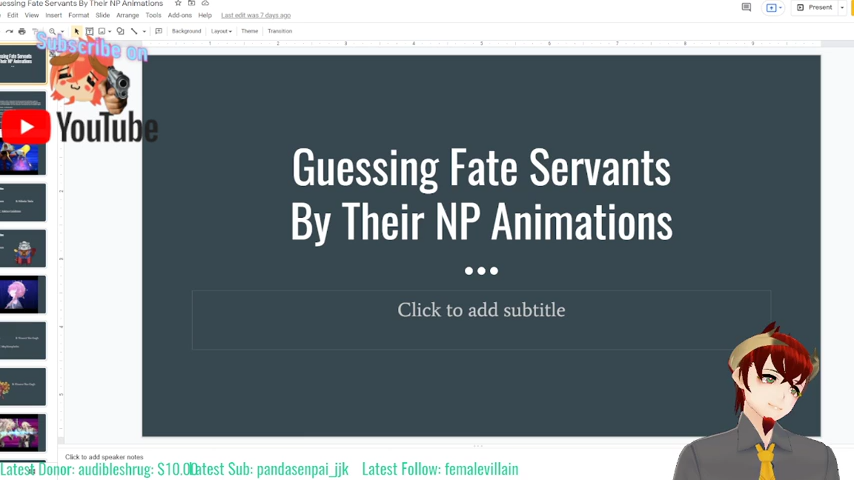 uessing Fate Servants By Their NP Animations
Edit View Insert Format Slide Arrange Tools Add-ons Help Last edit was 7 days ago
Present
Background Layout Theme Transition
Subscribe on
YouTube
Guessing Fate Servants
By Their NP Animations
Click to add subtitle
Click to add speaker notes
Latest Donor: audibleshrug: $10.00 Latest Sub: pandasenpai_jjk Latest Follow: femalevillain